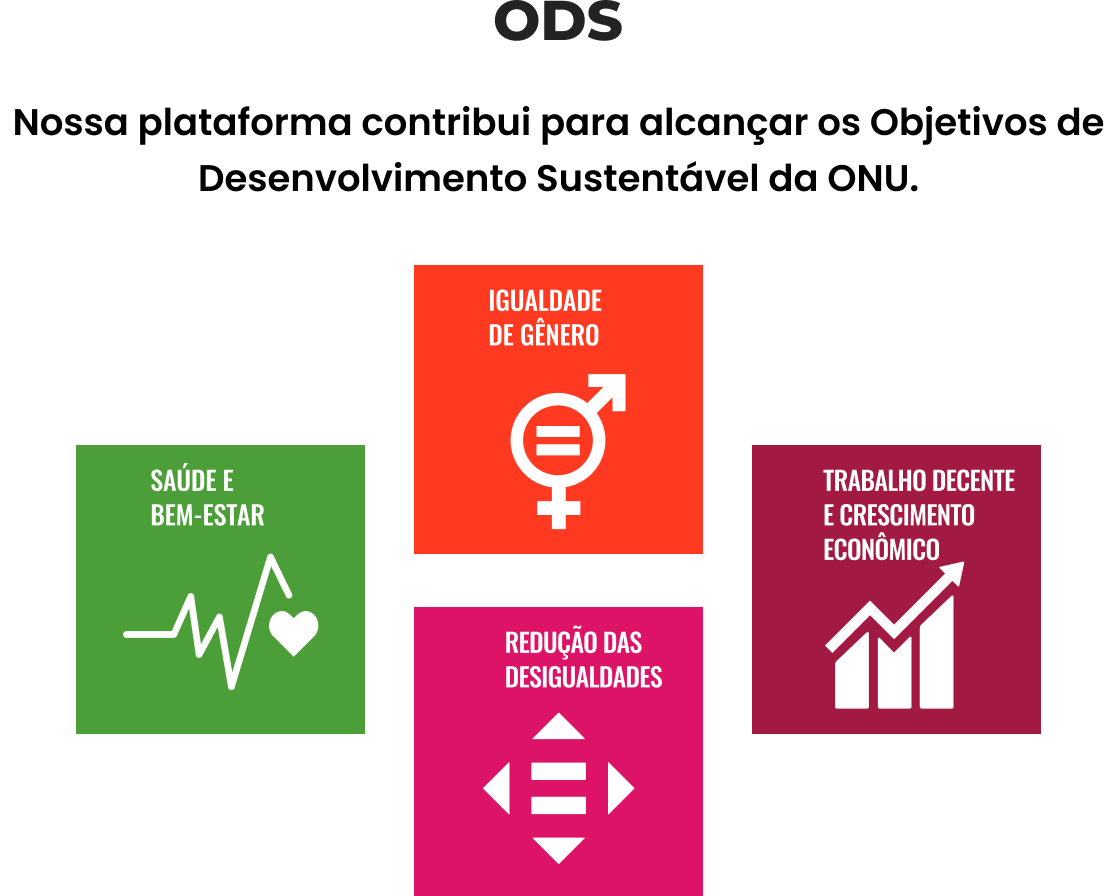 ODS
Nossa plataforma contribui para alcançar os Objetivos de
Desenvolvimento Sustentável da ONU.
IGUALDADE
DE GÊNERO
SAÚDE E
BEM-ESTAR
TRABALHO DECENTE
E CRESCIMENTO
ECONÔMICO
REDUÇÃO DAS
DESIGUALDADES